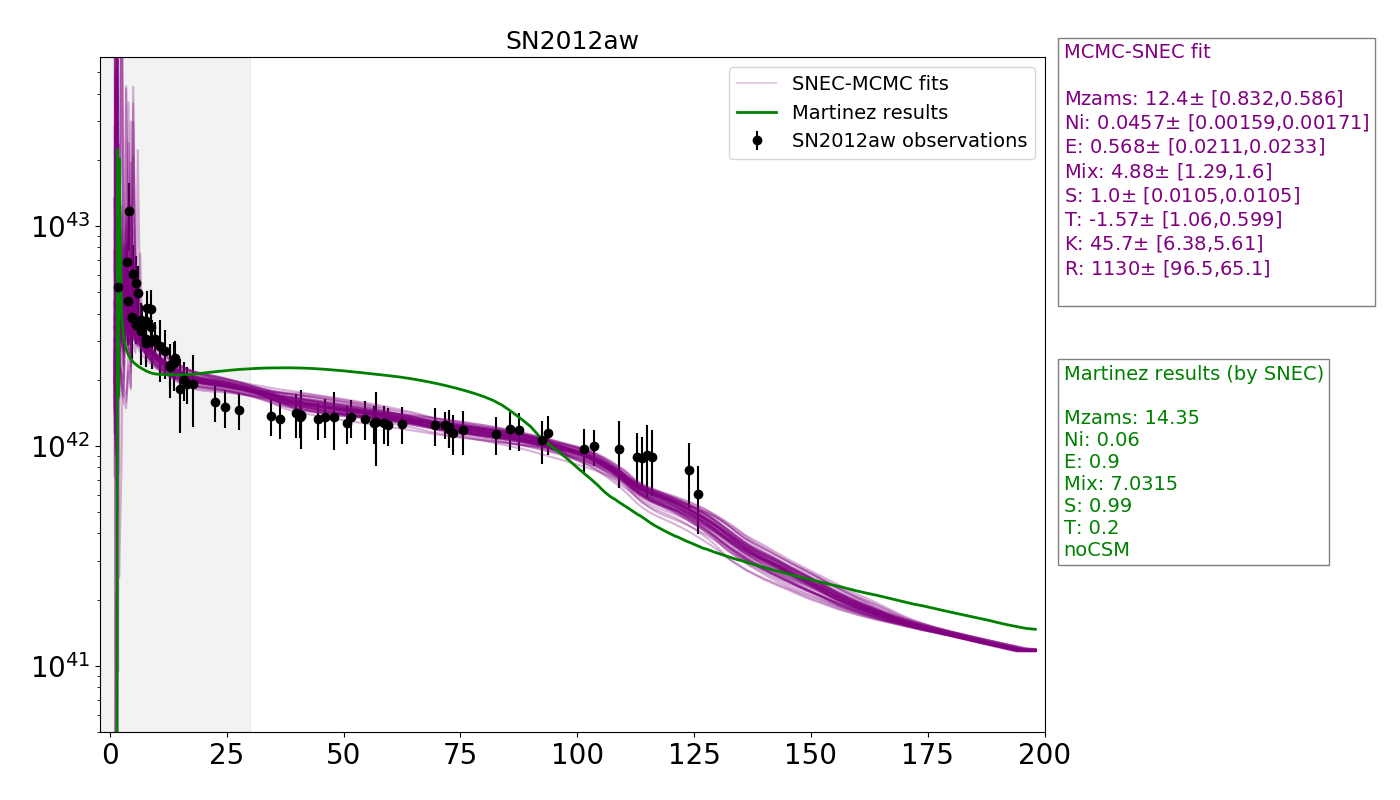 SN2012aw
SNEC-MCMC fits
Martinez results
SN2012aw observations
10^43
10^42
10^41
0 25 50 75 100 125 150 175 200
MCMC-SNEC fit
Mzams: 12.4± [0.832,0.586]
Ni: 0.0457± [0.00159,0.00171]
E: 0.568± [0.0211,0.0233]
Mix: 4.88± [1.29,1.6]
S: 1.0± [0.0105,0.0105]
T: -1.57± [1.06,0.599]
K: 45.7± [6.38,5.61]
R: 1130± [96.5,65.1]
Martinez results (by SNEC)
Mzams: 14.35
Ni: 0.06
E: 0.9
Mix: 7.0315
S: 0.99
T: 0.2
noCSM